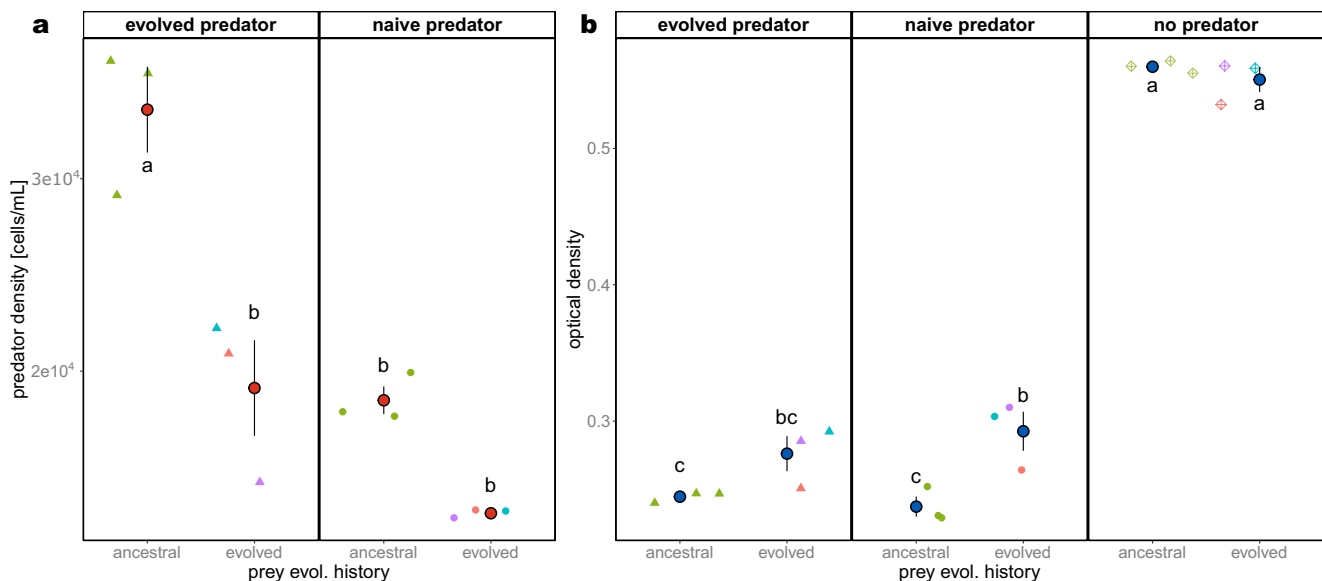 a
evolved predator
naive predator
predator density [cells/mL]
3e10⁴
2e10⁴
a
b
b
b
ancestral
evolved
ancestral
evolved
prey evol. history
b
evolved predator
naive predator
no predator
optical density
0.5
0.4
0.3
c
bc
c
b
a
a
ancestral
evolved
ancestral
evolved
ancestral
evolved
prey evol. history